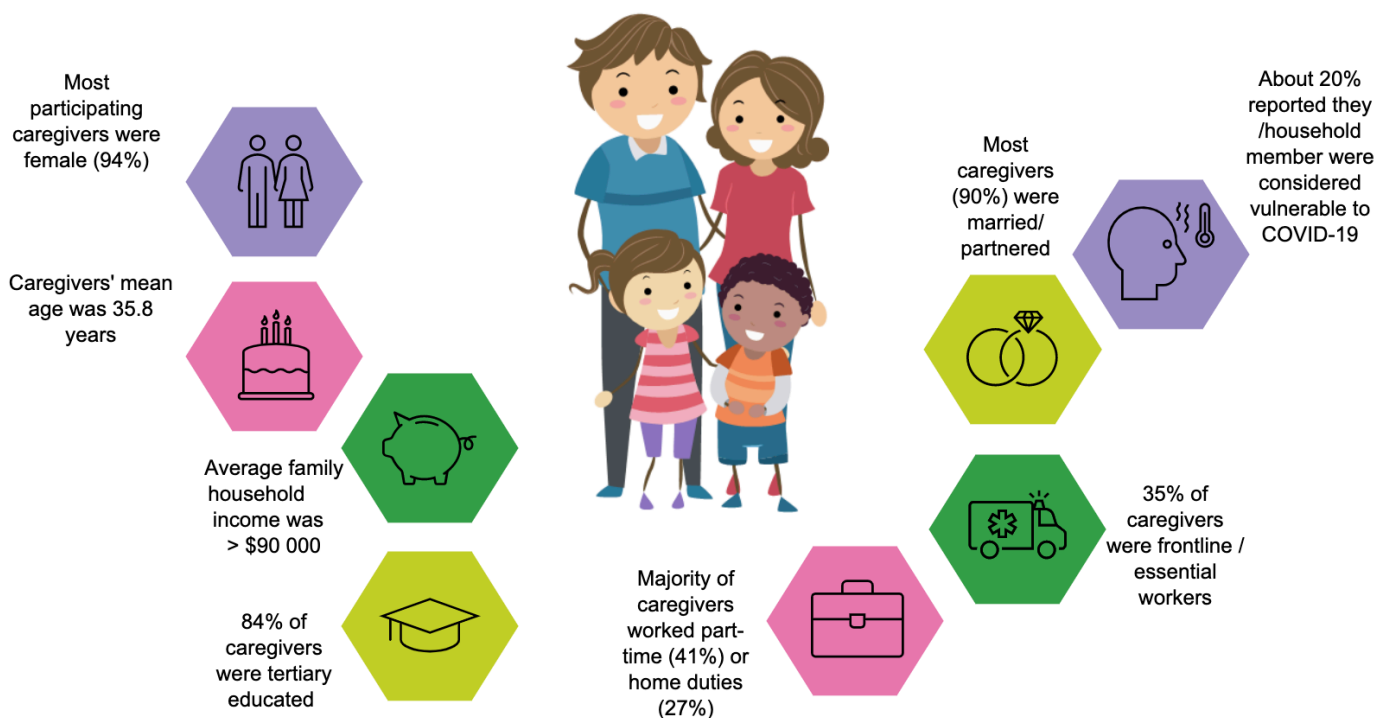 Most
participating
caregivers were
female (94%)
Caregivers' mean
age was 35.8
years
Average family
household
income was
> $90 000
84% of
caregivers
were tertiary
educated
Majority of
caregivers
worked part-
time (41%) or
home duties
(27%)
35% of
caregivers
were frontline /
essential
workers
Most
caregivers
(90%) were
married/
partnered
About 20%
reported they
/household
member were
considered
vulnerable to
COVID-19